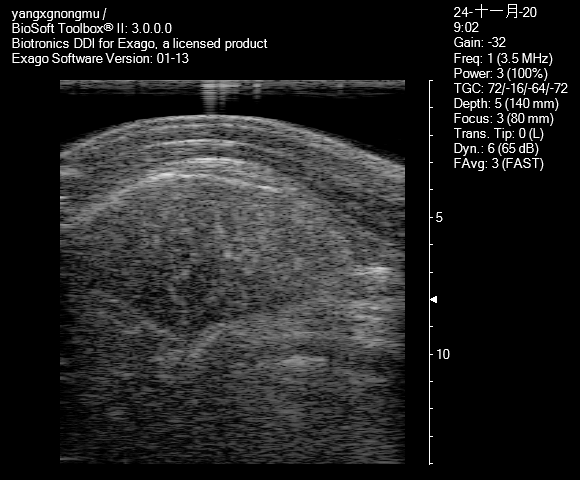 yangxgnongmu /
BioSoft Toolbox® II: 3.0.0.0
Biotronics DDI for Exago, a licensed product
Exago Software Version: 01-13
24-十一月-20
9:02
Gain: -32
Freq: 1 (3.5 MHz)
Power: 3 (100%)
TGC: 72/-16/-64/-72
Depth: 5 (140 mm)
Focus: 3 (80 mm)
Trans. Tip: 0 (L)
Dyn.: 6 (65 dB)
FAvg: 3 (FAST)
5
10